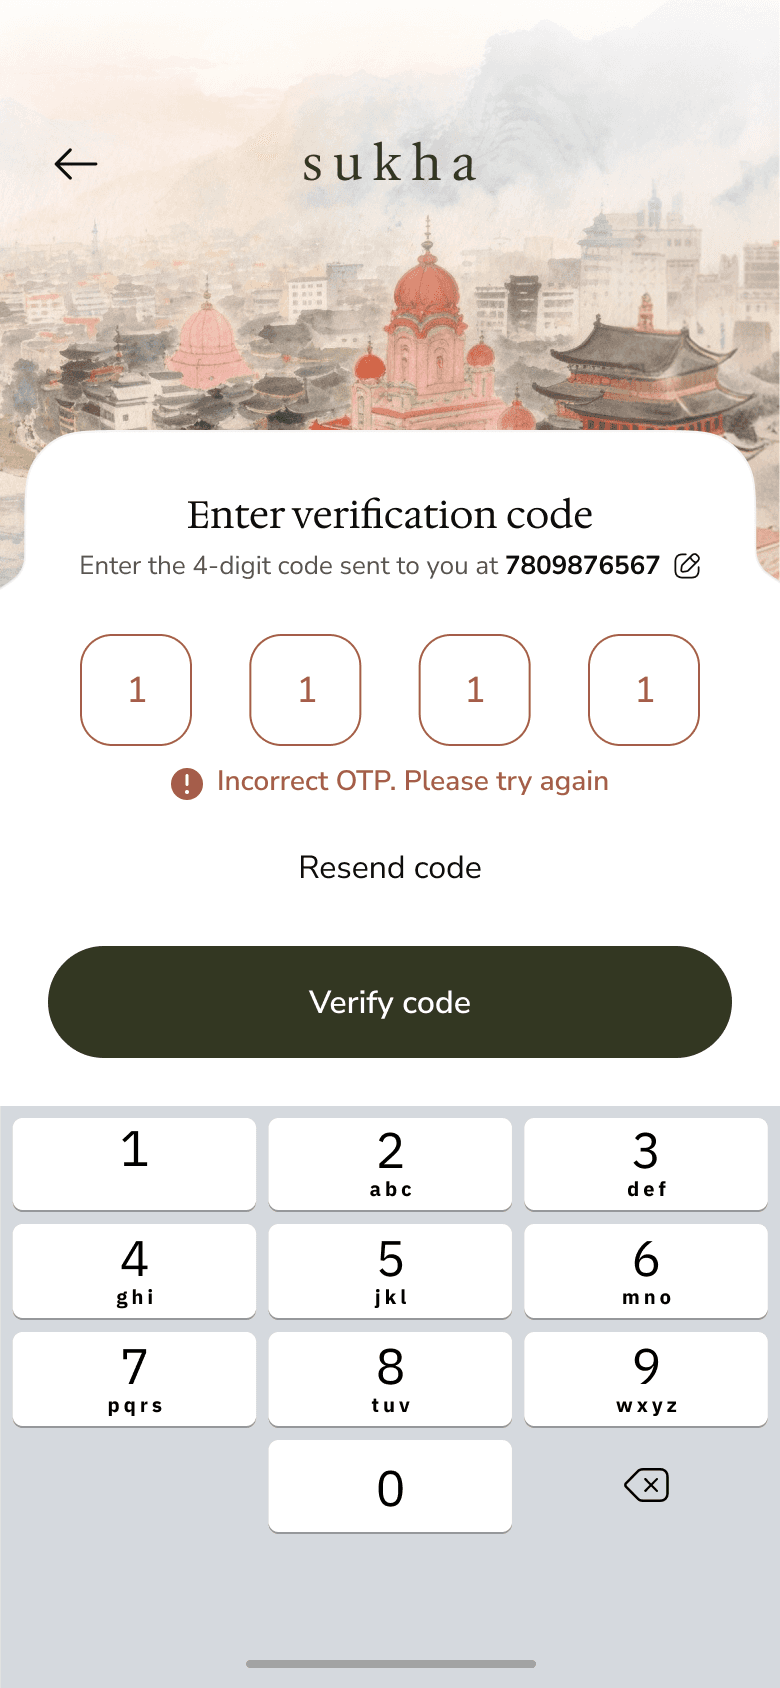 sukha
Enter verification code
Enter the 4-digit code sent to you at 7809876567
1 1 1 1
Incorrect OTP. Please try again
Resend code
Verify code
1 2 3
abc def
4 5 6
ghi jkl mno
7 8 9
pqrs tuv wxyz
0